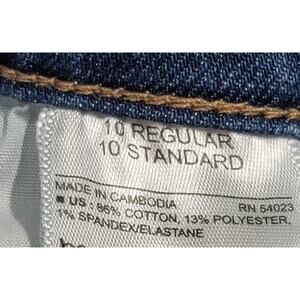 10 REGULAR
10 STANDARD
MADE IN CAMBODIA RN 54023
■ US : 86% COTTON, 13% POLYESTER,
1% SPANDEX/ELASTANE